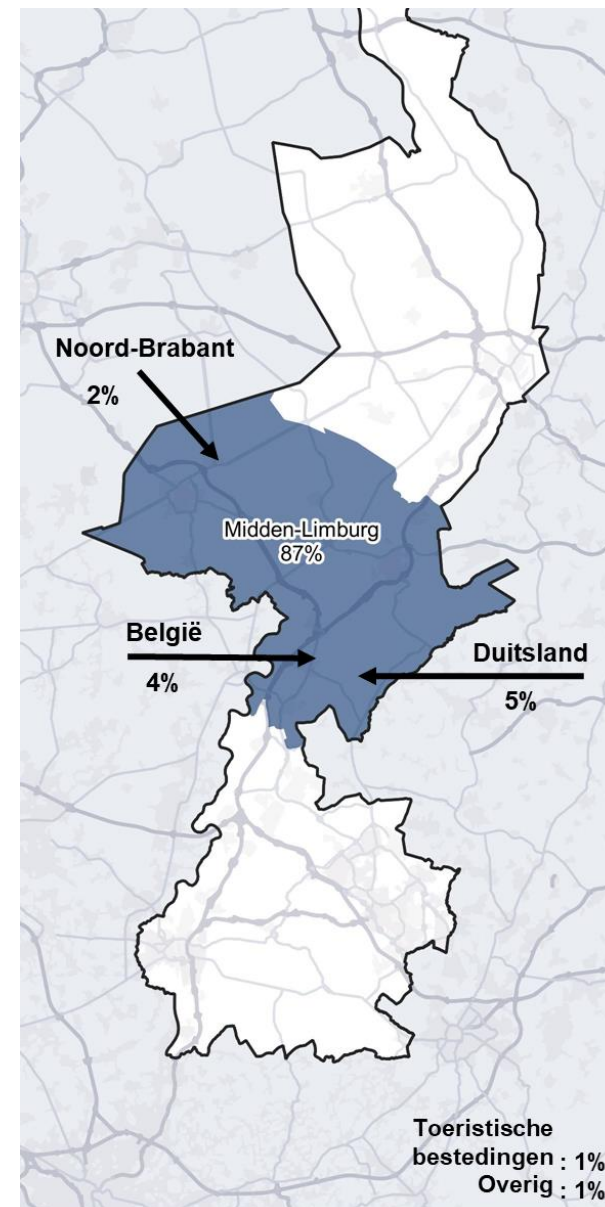 Noord-Brabant
2%
Midden-Limburg
87%
België
4%
Duitsland
5%
Toeristische
bestedingen : 1%
Overig : 1%